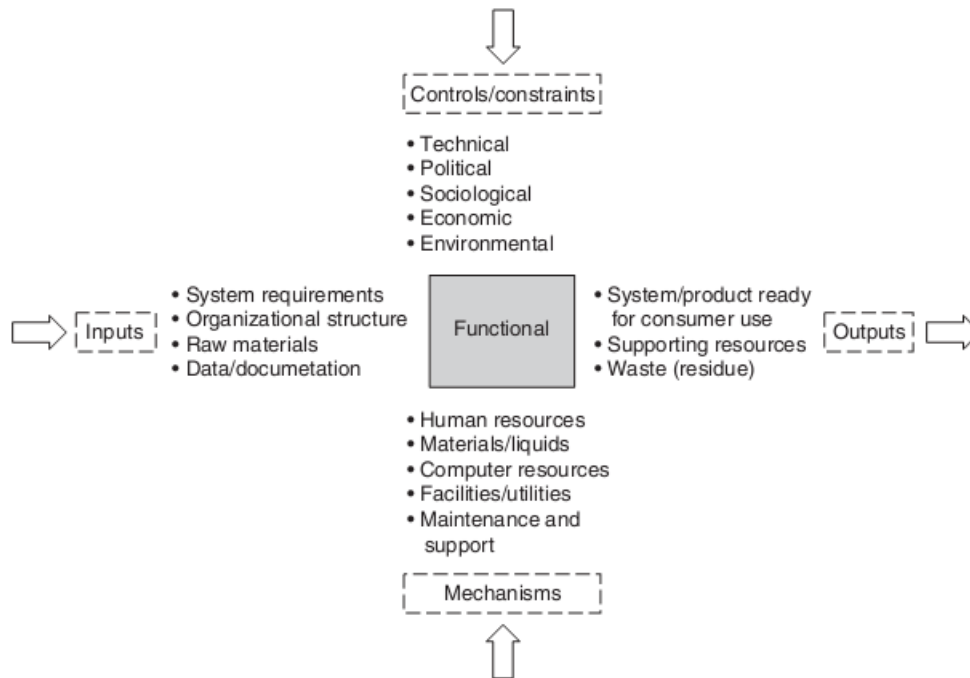 Controls/constraints
• Technical
• Political
• Sociological
• Economic
• Environmental
Inputs
• System requirements
• Organizational structure
• Raw materials
• Data/documetation
Functional
• System/product ready
for consumer use
• Supporting resources
• Waste (residue)
Outputs
• Human resources
• Materials/liquids
• Computer resources
• Facilities/utilities
• Maintenance and
support
Mechanisms